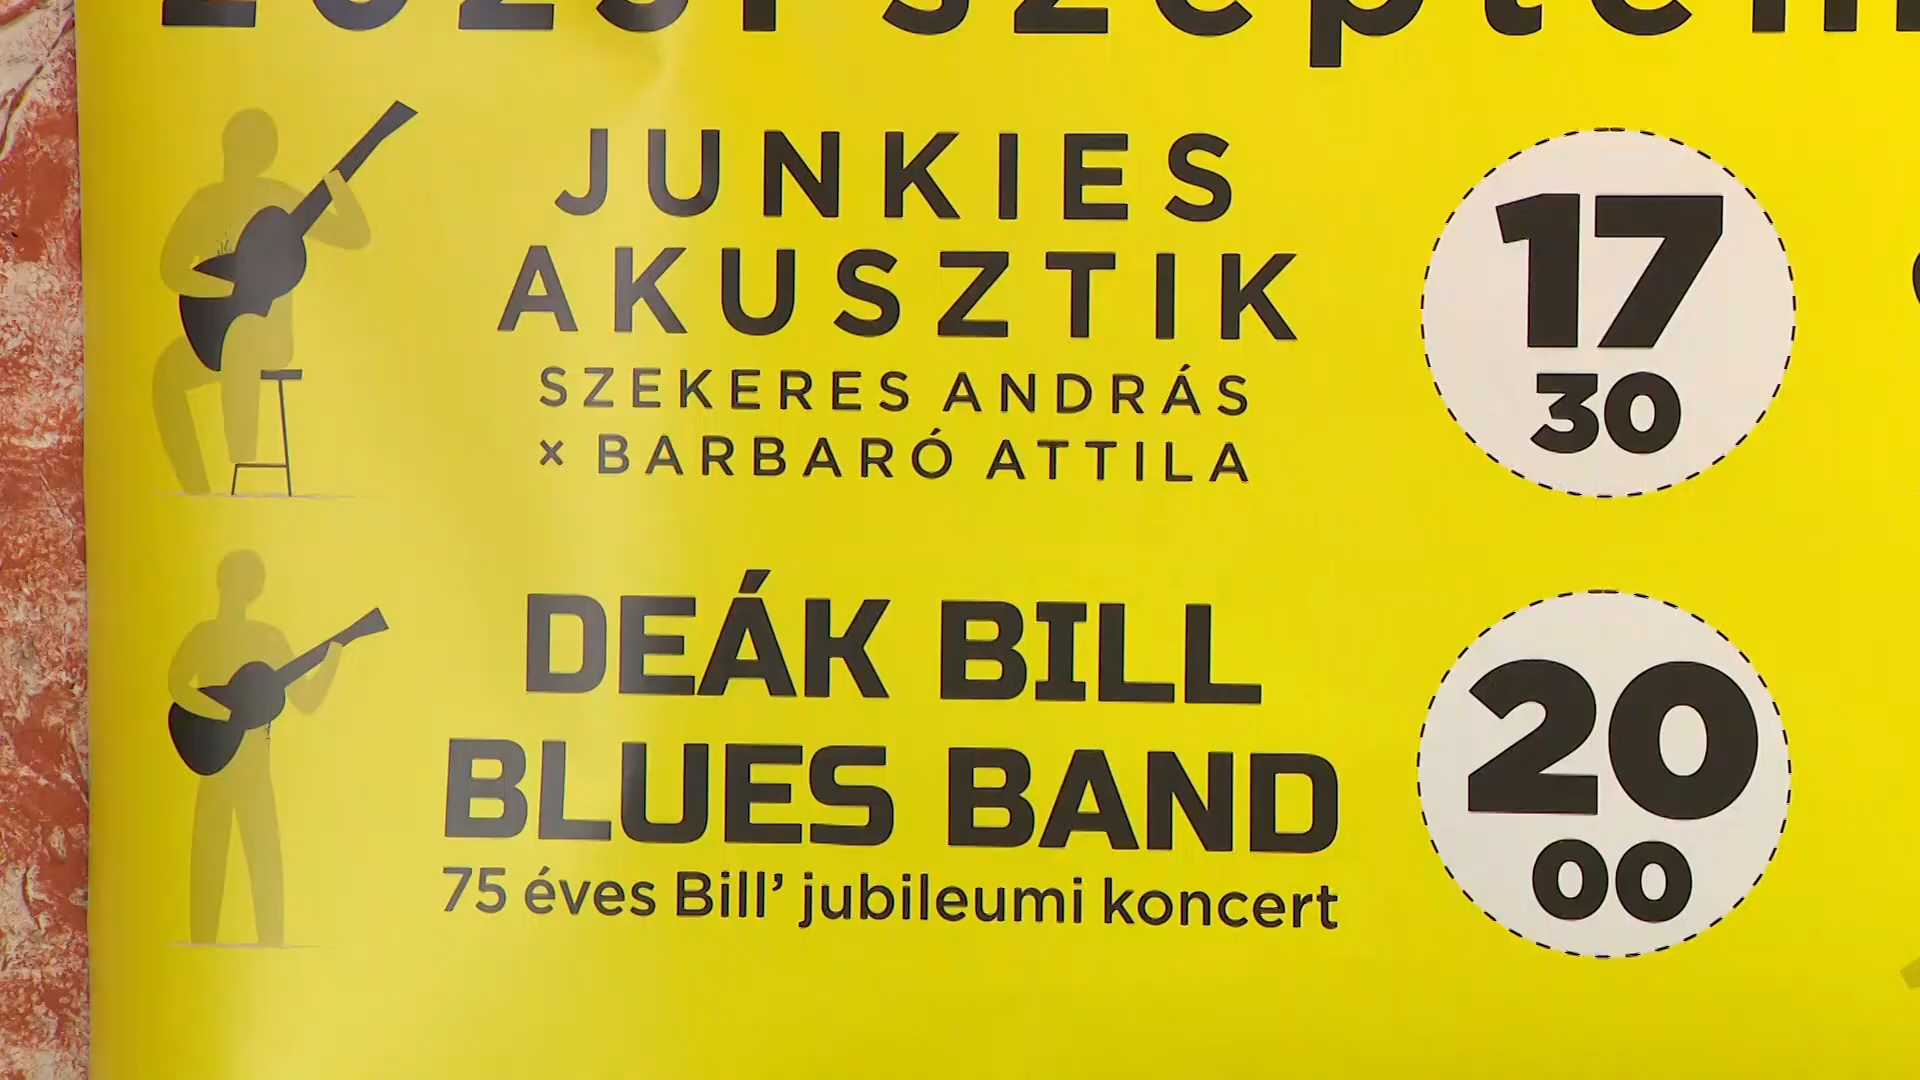 JUNKIES
AKUSZTIK
SZEKERES ANDRÁS
× BARBARÓ ATTILA
17
30
DEÁK BILL
BLUES BAND
75 éves Bill’ jubileumi koncert
20
00